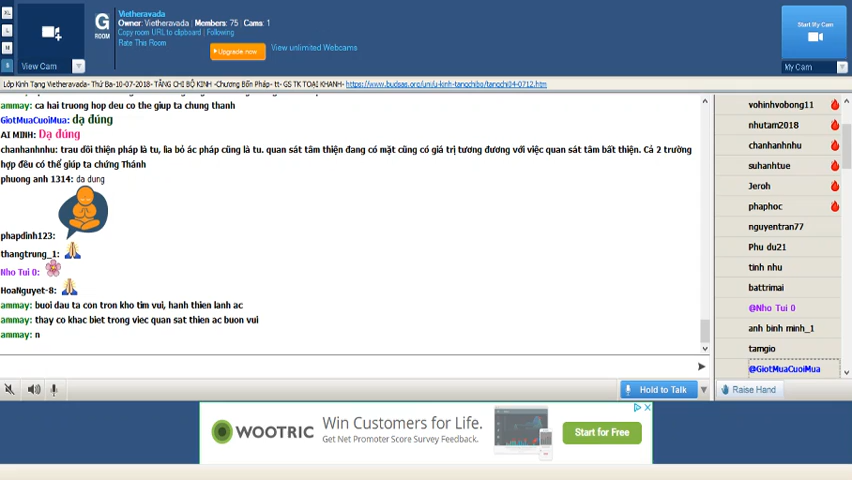 XL
L
M
S
View Cam
G
ROOM
Vietheravada
Owner: Vietheravada | Members: 75 | Cams: 1
Copy room URL to clipboard | Following
Rate This Room
Upgrade now
View unlimited Webcams
Start My Cam
My Cam
Lớp Kinh Tạng Vietheravada- Thứ Ba-10-07-2018- TĂNG CHI BỘ KINH -Chương Bốn Pháp- tt- GS TK TOẠI KHANH- https://www.budsas.org/uni/u-kinh-tangchibo/tangchi04-0712.htm
ammay: ca hai truong hop deu co the giup ta chung thanh
GiotMuaCuoiMua: dạ đúng
AI MINH: Dạ đúng
chanhanhnhu: trau dồi thiện pháp là tu, lìa bỏ ác pháp cũng là tu. quan sát tâm thiện đang có mặt cũng có giá trị tương đương với việc quan sát tâm bất thiện. Cả 2 trường
hợp đều có thể giúp ta chứng Thánh
phuong anh 1314: da dung
phapdinh123:
thangtrung_1:
Nho Tui 0:
HoaNguyet-8:
ammay: buoi dau ta con tron kho tim vui, hanh thien lanh ac
ammay: thay co khac biet trong viec quan sat thien ac buon vui
ammay: n
vohinhvobong11
nhutam2018
chanhanhnhu
suhanhtue
Jeroh
phaphoc
nguyentran77
Phu du21
tinh nhu
battrimai
@Nho Tui 0
anh binh minh_1
tamgio
@GiotMuaCuoiMua
Hold to Talk
Raise Hand
WOOTRIC
Win Customers for Life.
Get Net Promoter Score Survey Feedback.
Start for Free